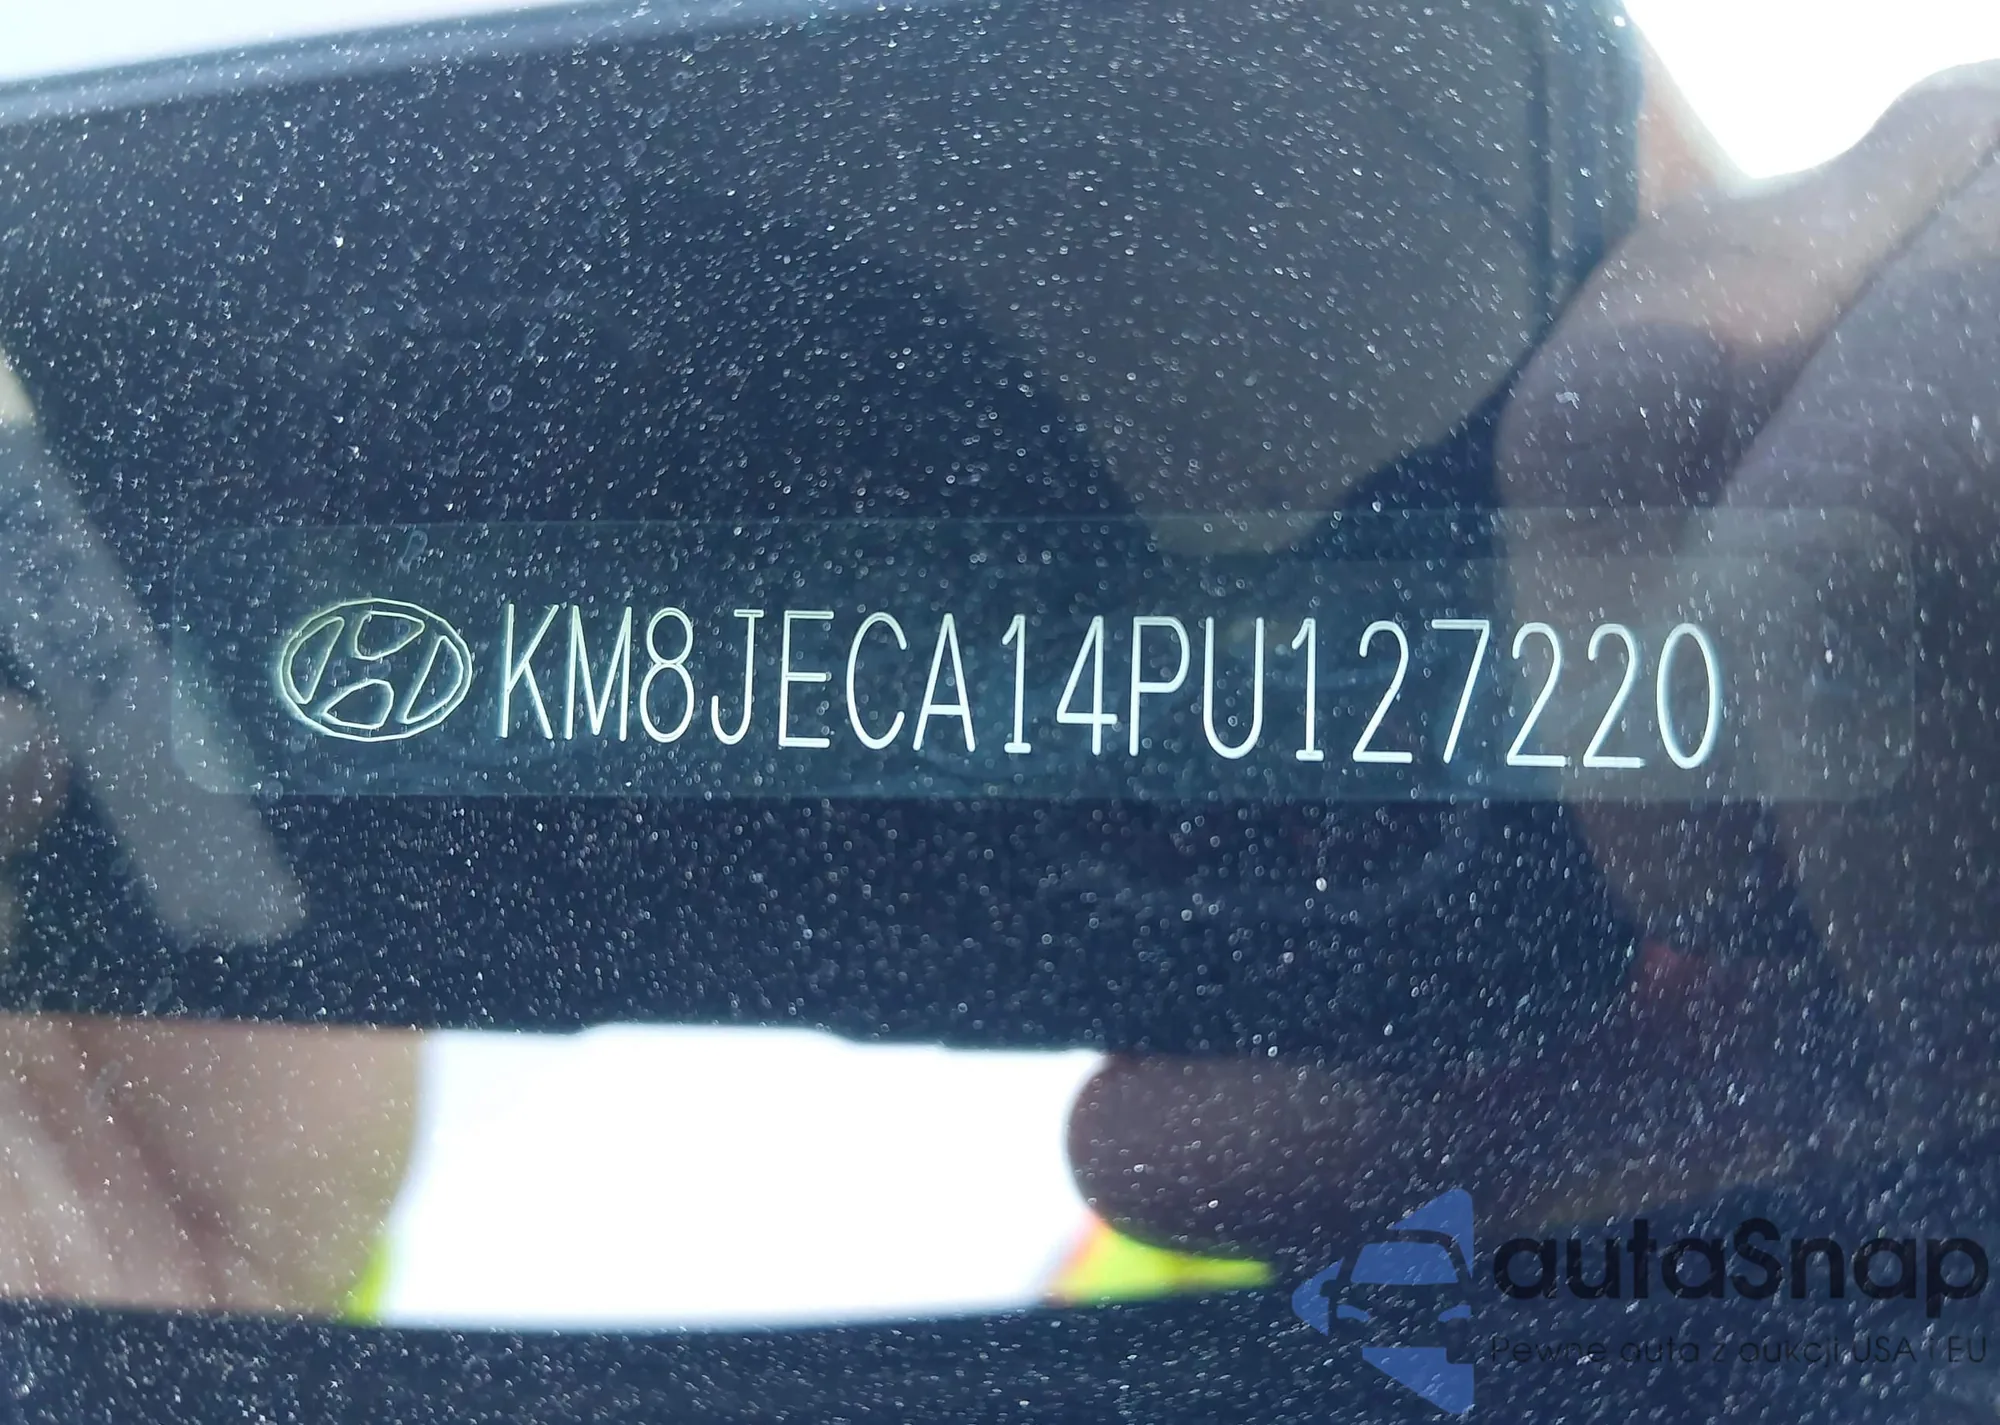 KM8JECA14PU127220
autaSnap
Pewne auta z aukcji USA i EU